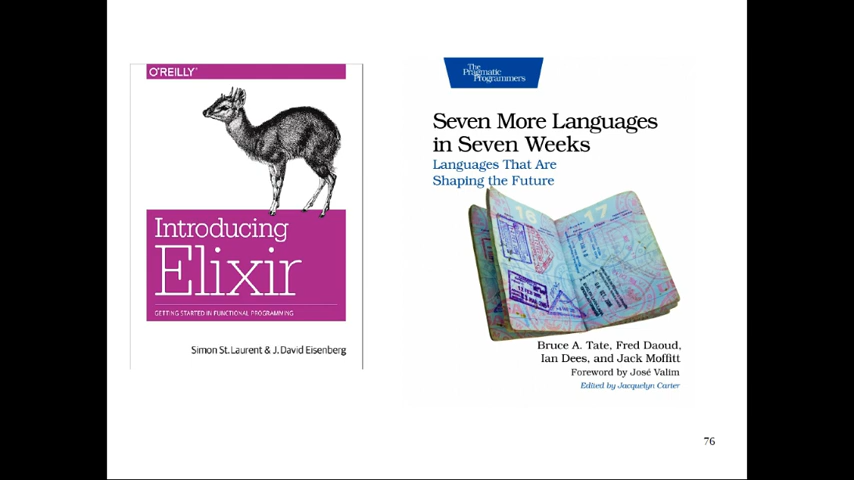 O'REILLY®
Introducing
Elixir
GETTING STARTED IN FUNCTIONAL PROGRAMMING
Simon St. Laurent & J. David Eisenberg
The
Pragmatic
Programmers
Seven More Languages
in Seven Weeks
Languages That Are
Shaping the Future
16
17
Bruce A. Tate, Fred Daoud,
Ian Dees, and Jack Moffitt
Foreword by José Valim
Edited by Jacquelyn Carter
76